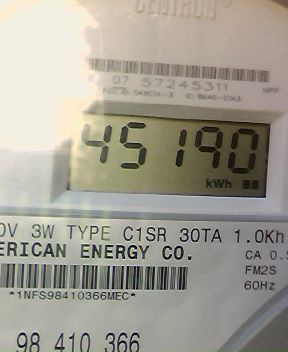 CENTRON
07 57245311
45190
kWh
0V 3W TYPE C1SR 30TA 1.0Kh
ERICAN ENERGY CO.
CA 0.5
FM2S
60Hz
*1NFS98410366MEC*
98 410 366